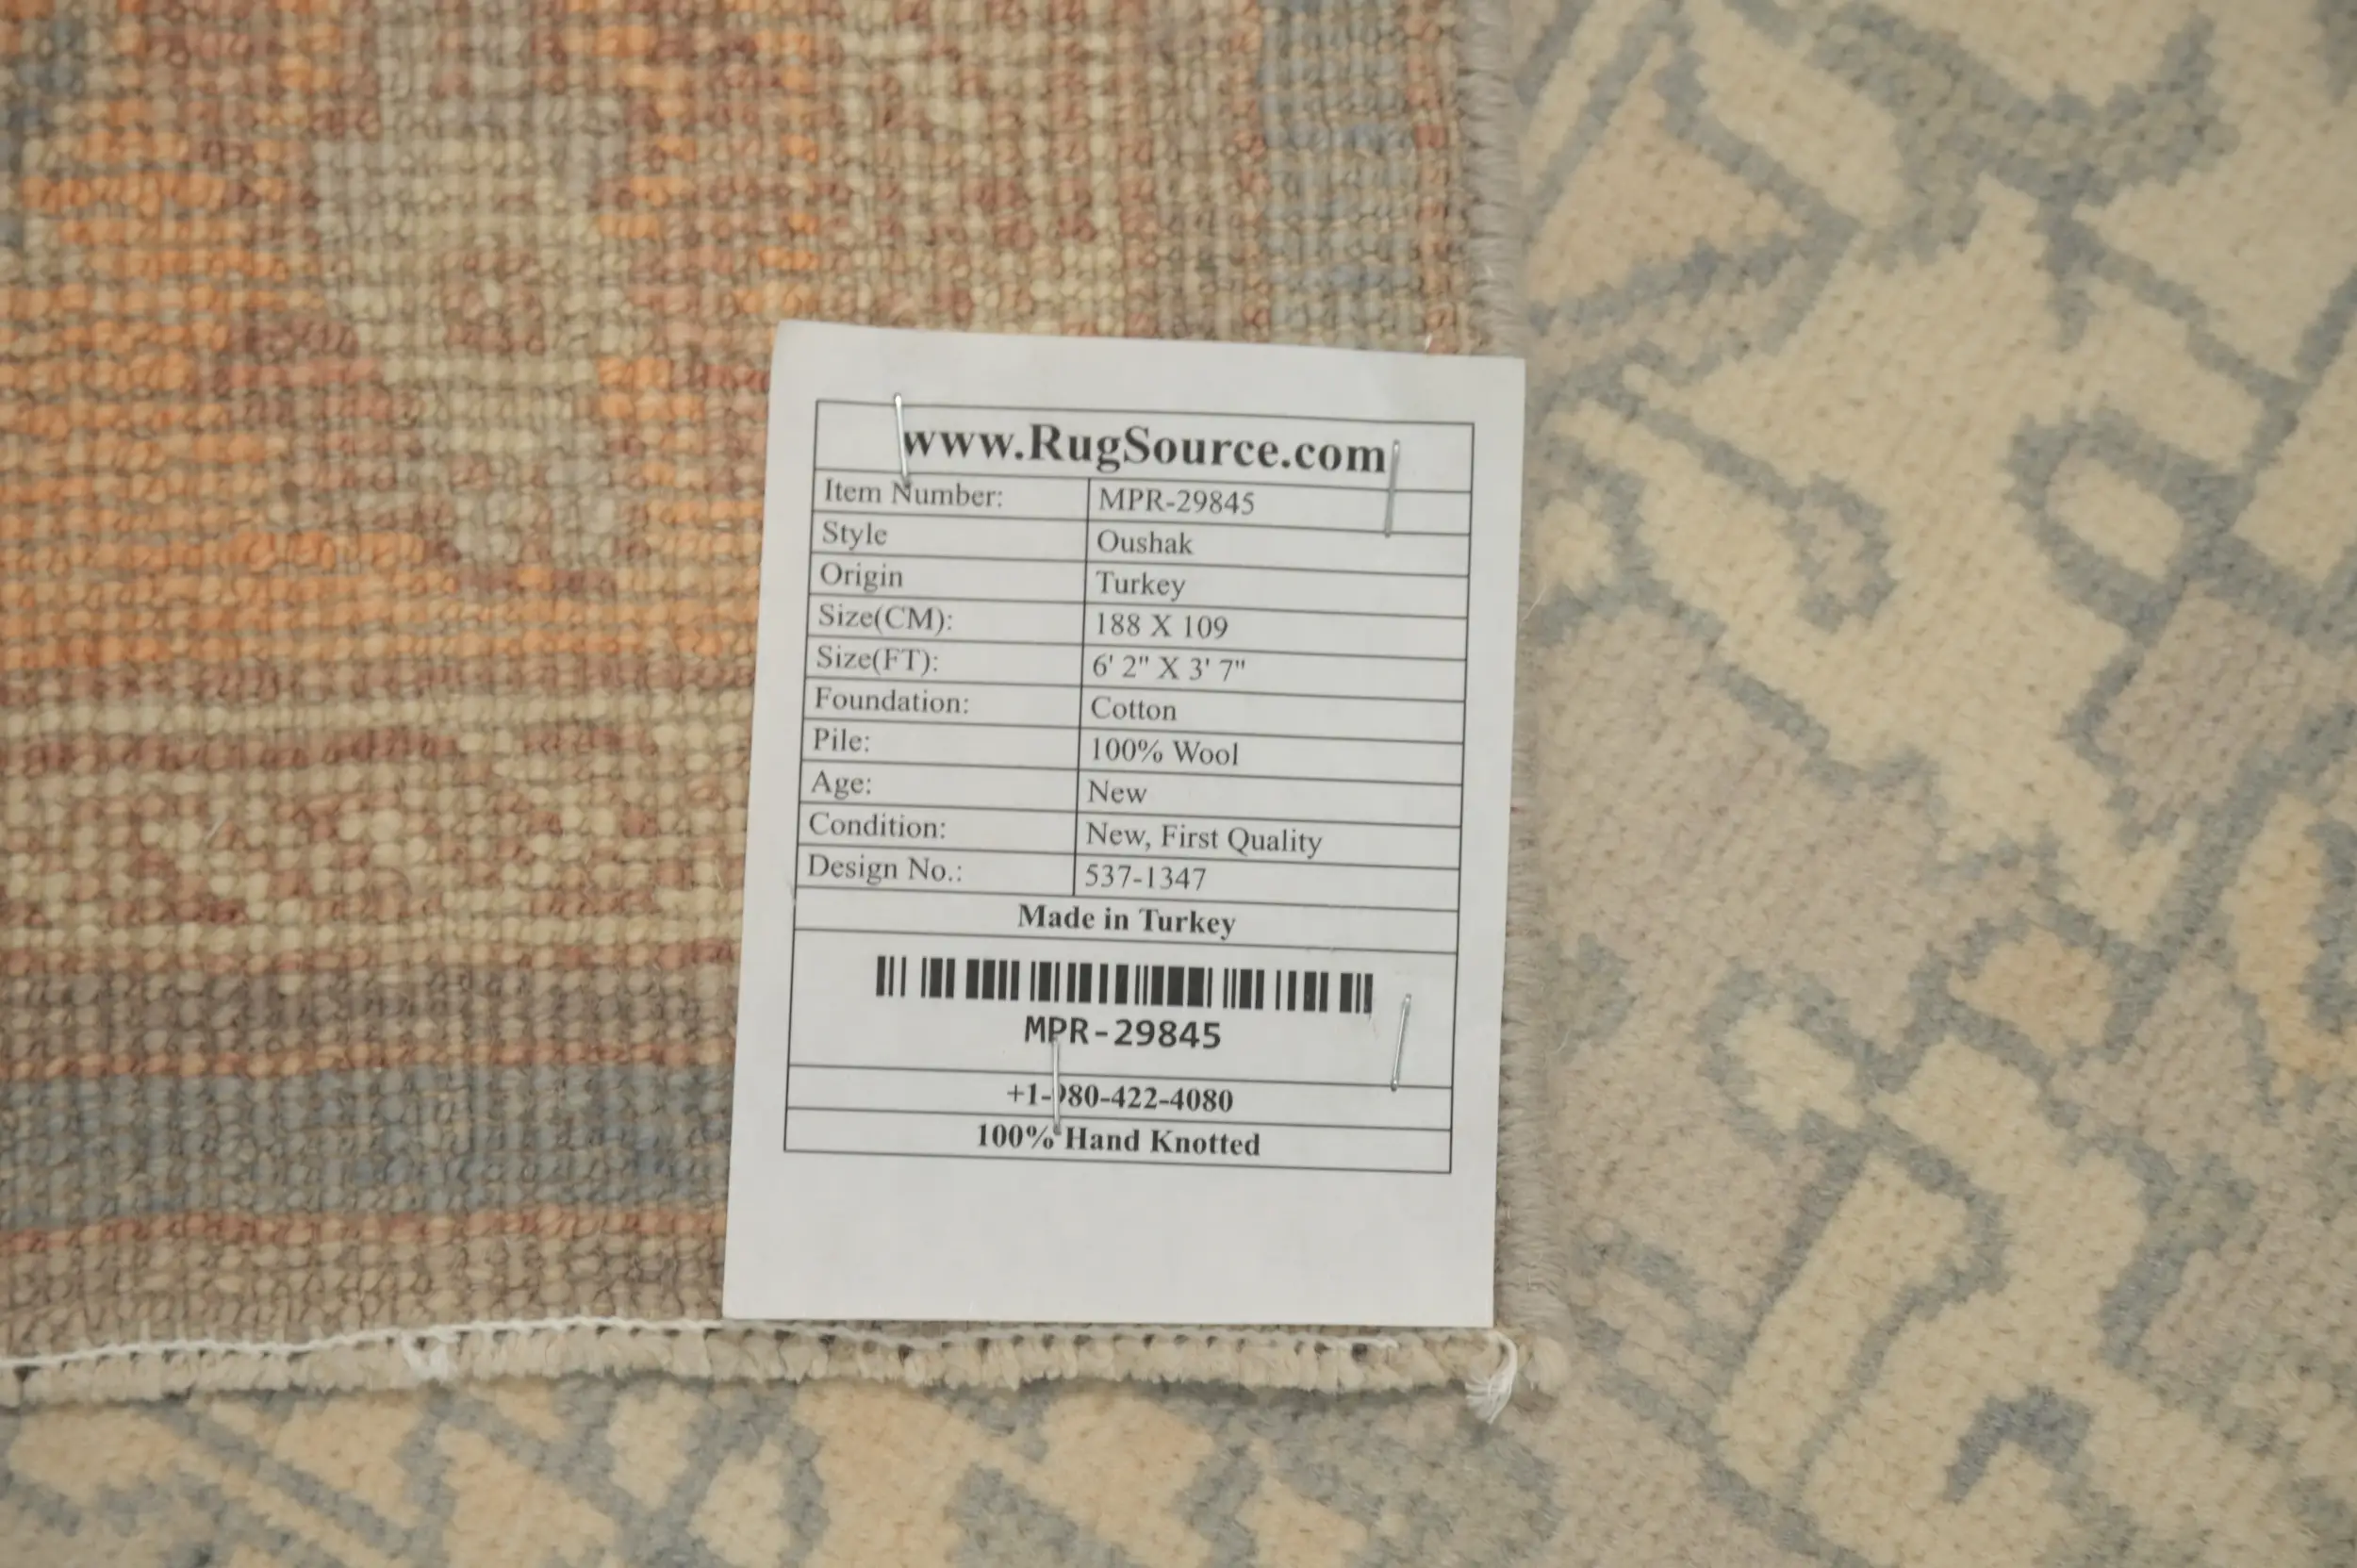 www.RugSource.com
Item Number: MPR-29845
Style Oushak
Origin Turkey
Size(CM): 188 X 109
Size(FT): 6' 2" X 3' 7"
Foundation: Cotton
Pile: 100% Wool
Age: New
Condition: New, First Quality
Design No.: 537-1347
Made in Turkey
MPR-29845
+1-980-422-4080
100% Hand Knotted